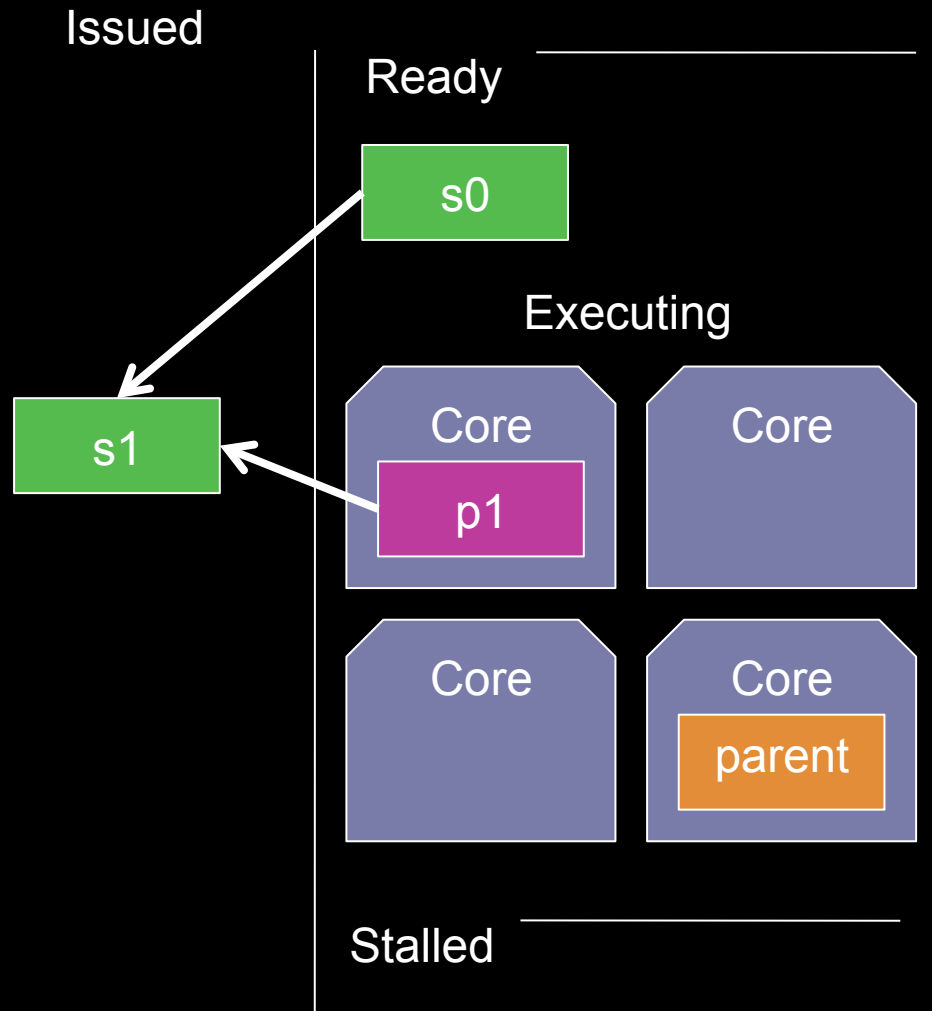 Issued
Ready
s0
Executing
s1
Core
p1
Core
Core
Core
parent
Stalled